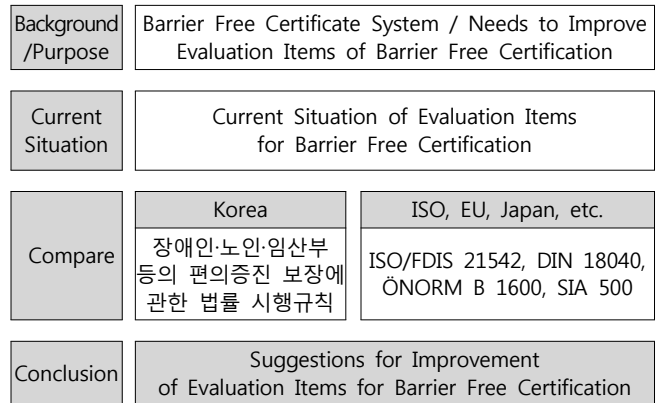 Background
/Purpose
Barrier Free Certificate System / Needs to Improve
Evaluation Items of Barrier Free Certification
Current
Situation
Current Situation of Evaluation Items
for Barrier Free Certification
Compare
Korea
장애인·노인·임산부
등의 편의증진 보장에
관한 법률 시행규칙
ISO, EU, Japan, etc.
ISO/FDIS 21542, DIN 18040,
ÖNORM B 1600, SIA 500
Conclusion
Suggestions for Improvement
of Evaluation Items for Barrier Free Certification